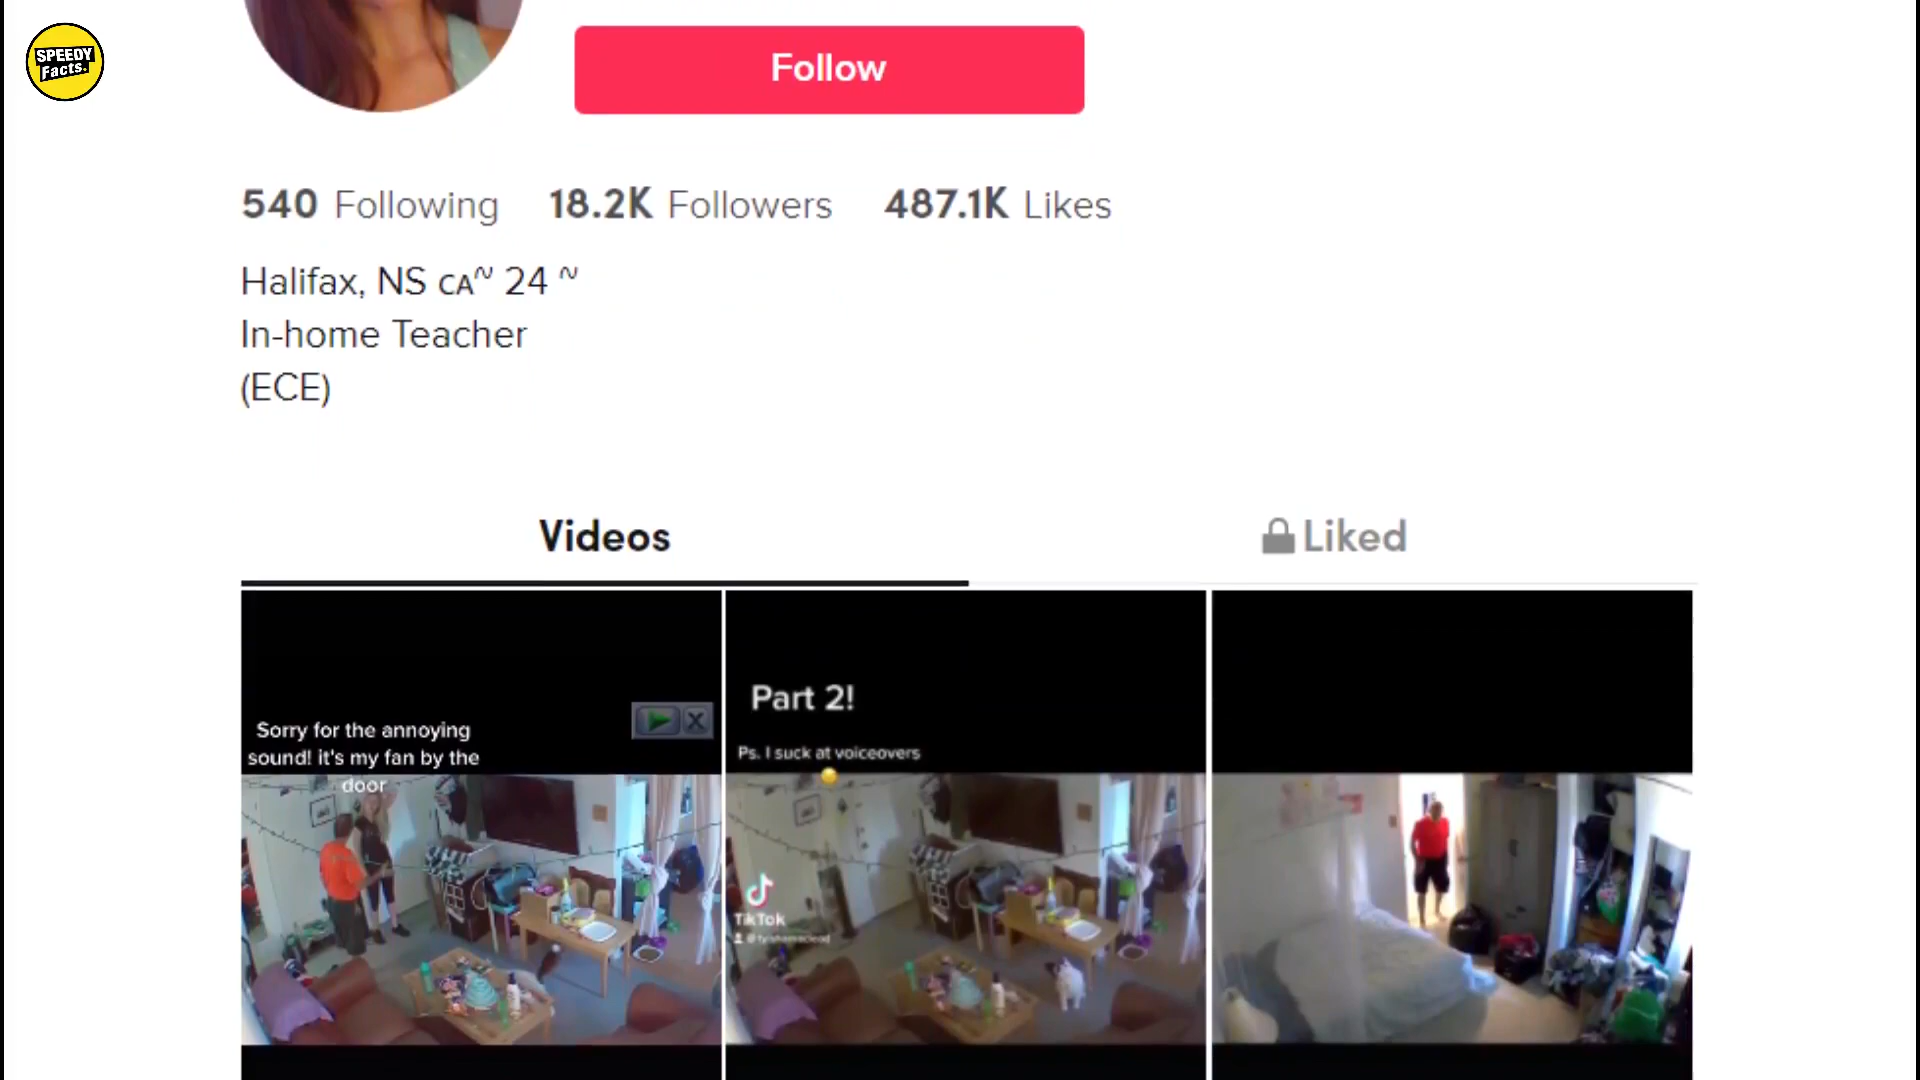 SPEEDY
Facts.
Follow
540 Following 18.2K Followers 487.1K Likes
Halifax, NS CA~ 24 ~
In-home Teacher
(ECE)
Videos
Liked
Sorry for the annoying
sound! it's my fan by the
door
Part 2!
Ps. I suck at voiceovers
TikTok